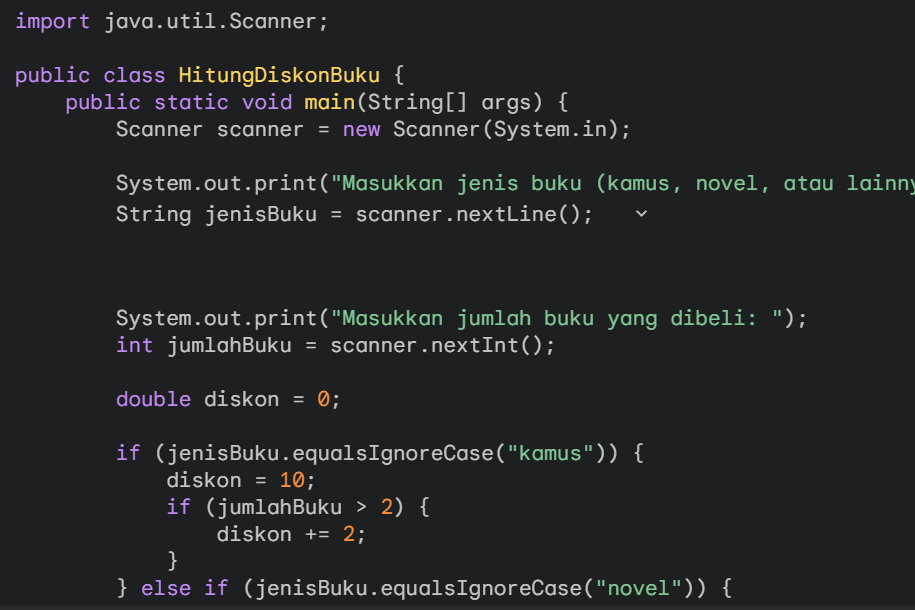 import java.util.Scanner;
public class HitungDiskonBuku {
public static void main(String[] args) {
Scanner scanner = new Scanner(System.in);
System.out.print("Masukkan jenis buku (kamus, novel, atau
String jenisBuku = scanner.nextLine();
System.out.print("Masukkan jumlah buku yang dibeli: ");
int jumlahBuku = scanner.nextInt();
double diskon = 0;
if (jenisBuku.equalsIgnoreCase("kamus")) {
diskon = 10;
if (jumlahBuku > 2) {
diskon += 2;
}
} else if (jenisBuku.equalsIgnoreCase("novel")) {